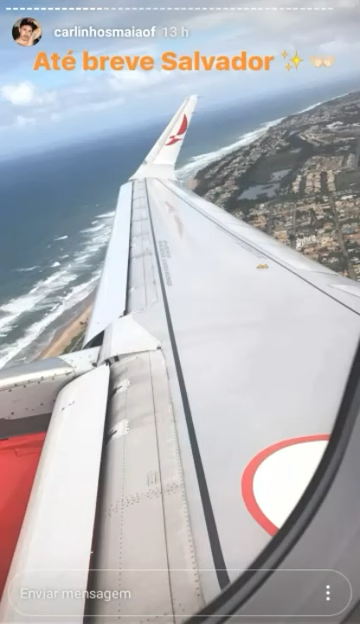 carlinhosmaiaof 13 h
Até breve Salvador ✨👐🏻
Enviar mensagem